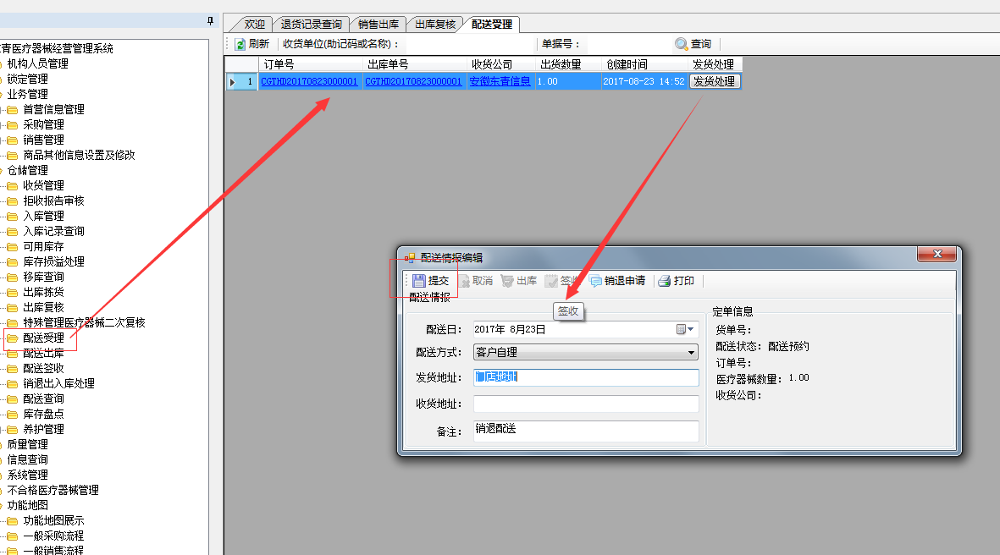 欢迎 退货记录查询 销售出库 出库复核 配送受理
刷新 收货单位(助记码或名称): 单据号: 查询
订单号 出库单号 收货公司 出货数量 创建时间 发货处理
1 CGTHD20170823000001 CGTHD20170823000001 安徽东青信息 1.00 2017-08-23 14:52 发货处理
青医疗器械经营管理系统
机构人员管理
锁定管理
业务管理
首营信息管理
采购管理
销售管理
商品其他信息设置及修改
仓储管理
收货管理
拒收报告审核
入库管理
入库记录查询
可用库存
库存损溢处理
移库查询
出库拣货
出库复核
特殊管理医疗器械二次复核
配送受理
配送出库
配送签收
销退出入库处理
配送查询
库存盘点
养护管理
质量管理
信息查询
系统管理
不合格医疗器械管理
功能地图
功能地图展示
一般采购流程
一般销售流程
配送情报编辑
提交 取消 出库 签收 销退申请 打印
配送情报
签收
配送日: 2017年 8月23日
配送方式: 客户自理
发货地址: 门店地址
收货地址:
备注: 销退配送
定单信息
货单号:
配送状态: 配送预约
订单号:
医疗器械数量: 1.00
收货公司: